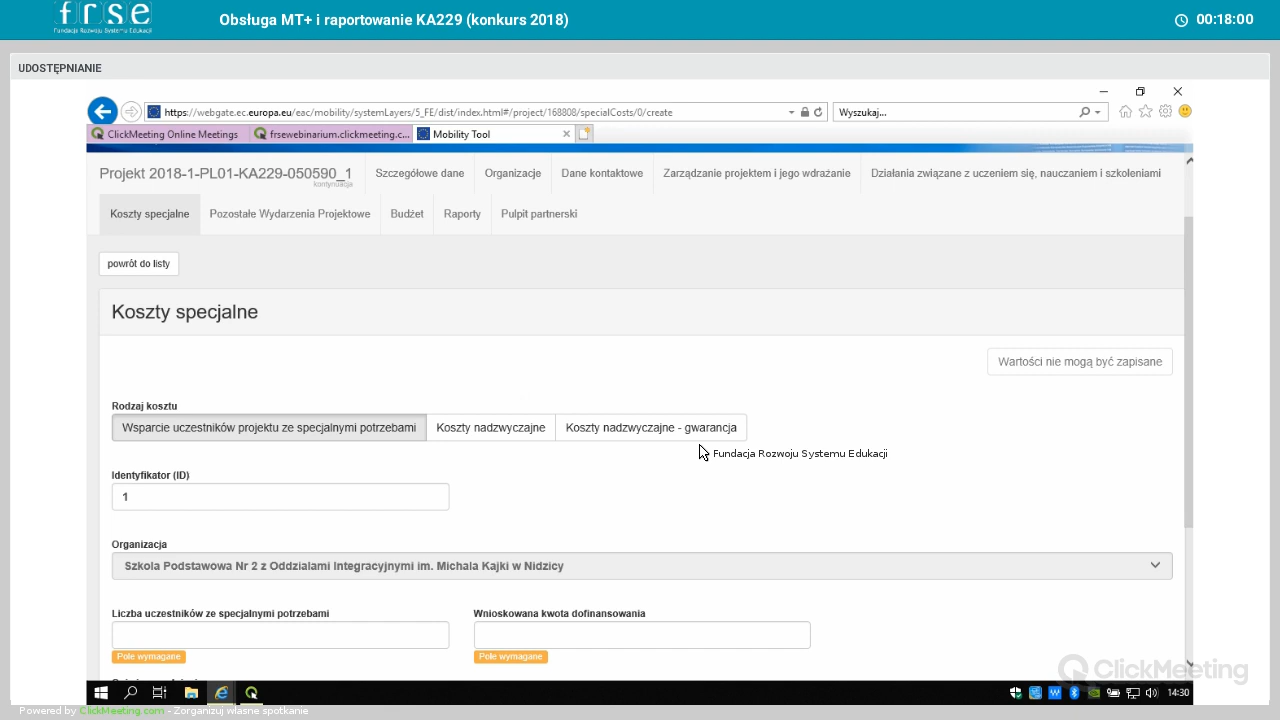 frse
Fundacja Rozwoju Systemu Edukacji
Obsługa MT+ i raportowanie KA229 (konkurs 2018)
00:18:00
UDOSTĘPNIANIE
https://webgate.ec.europa.eu/eac/mobility/systemLayers/5_FE/dist/index.html#/project/168808/specialCosts/0/create
Wyszukaj...
ClickMeeting Online Meetings
frsewebinarium.clickmeeting.c...
Mobility Tool
Projekt 2018-1-PL01-KA229-050590_1
kontynuacja
Szczegółowe dane
Organizacje
Dane kontaktowe
Zarządzanie projektem i jego wdrażanie
Działania związane z uczeniem się, nauczaniem i szkoleniami
Koszty specjalne
Pozostałe Wydarzenia Projektowe
Budżet
Raporty
Pulpit partnerski
powrót do listy
Koszty specjalne
Wartości nie mogą być zapisane
Rodzaj kosztu
Wsparcie uczestników projektu ze specjalnymi potrzebami
Koszty nadzwyczajne
Koszty nadzwyczajne - gwarancja
Fundacja Rozwoju Systemu Edukacji
Identyfikator (ID)
1
Organizacja
Szkola Podstawowa Nr 2 z Oddzialami Integracyjnymi im. Michala Kajki w Nidzicy
Liczba uczestników ze specjalnymi potrzebami
Wnioskowana kwota dofinansowania
Pole wymagane
Pole wymagane
ClickMeeting
14:30
Powered by ClickMeeting.com - Zorganizuj własne spotkanie